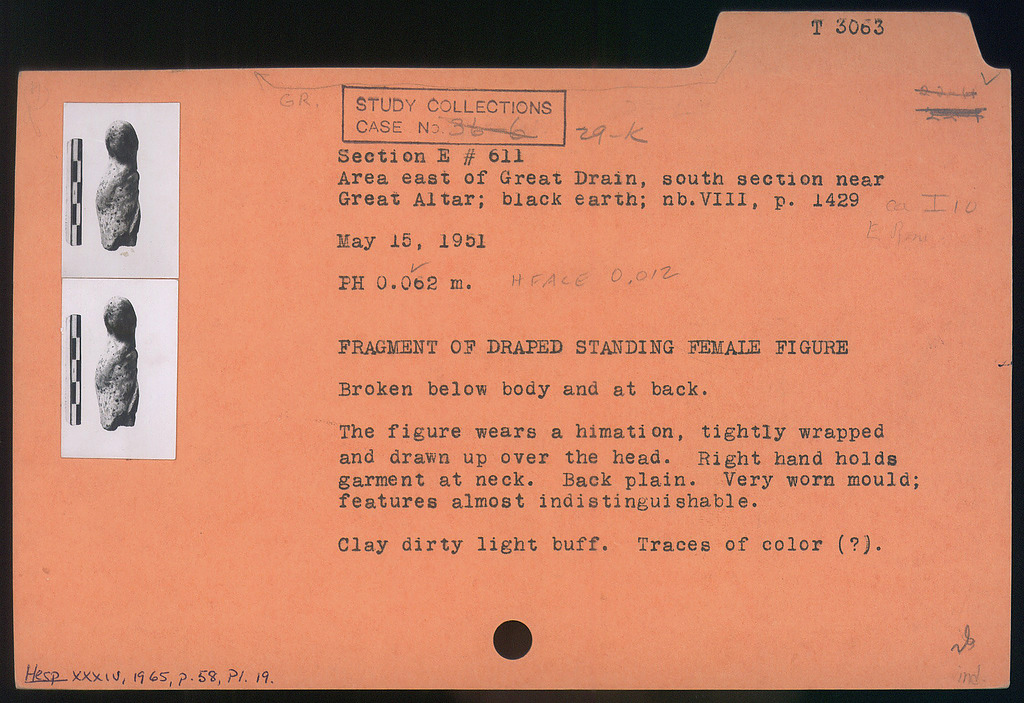 T 3063
GR.
STUDY COLLECTIONS
CASE No. 36-6 29-K
Section E # 611
Area east of Great Drain, south section near
Great Altar; black earth; nb.VIII, p. 1429
May 15, 1951
PH 0.062 m. H FACE 0.012
FRAGMENT OF DRAPED STANDING FEMALE FIGURE
Broken below body and at back.
The figure wears a himation, tightly wrapped
and drawn up over the head. Right hand holds
garment at neck. Back plain. Very worn mould;
features almost indistinguishable.
Clay dirty light buff. Traces of color (?).
Hesp XXXIV, 1965, p. 58, Pl. 19.
ind.